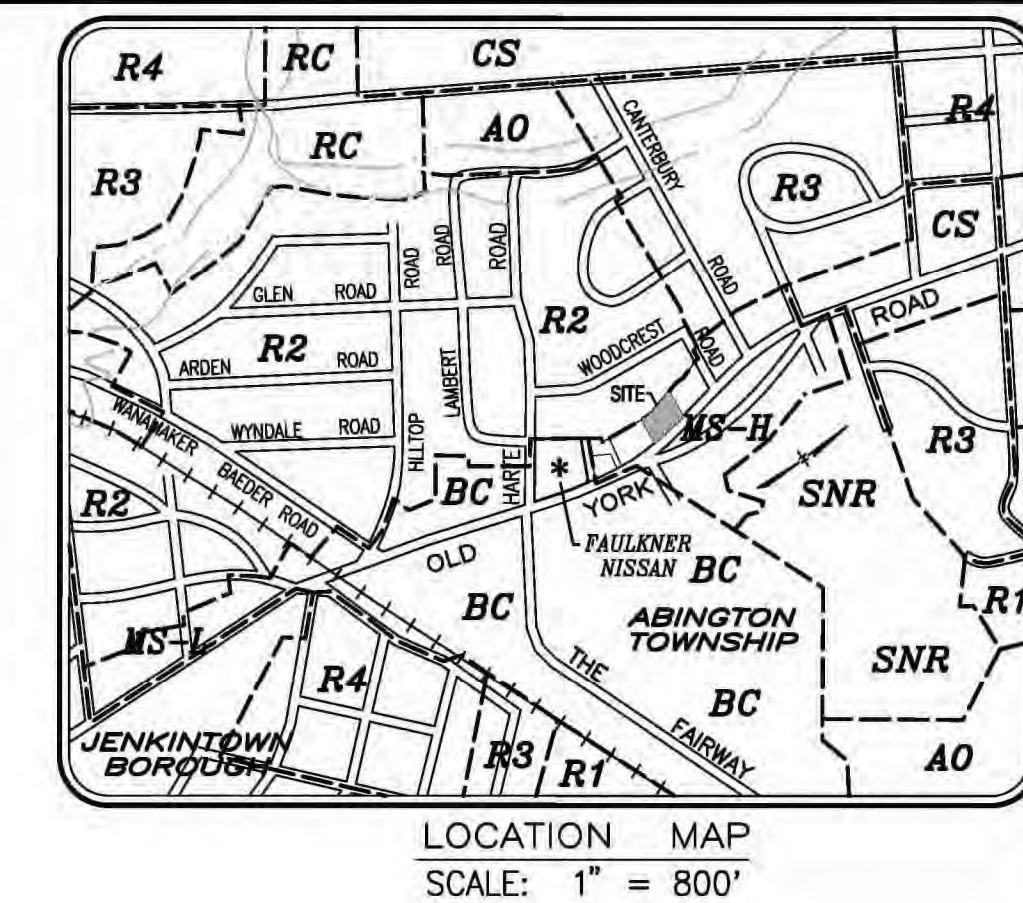 R4
RC
CS
R4
R3
RC
AO
CANTERBURY
ROAD
R3
CS
GLEN ROAD
ROAD
ROAD
ROAD
R2
ROAD
ARDEN ROAD
R2
WOODCREST
ROAD
SITE
MS-H
WANAMAKER
BAEDER ROAD
WYNDALE ROAD
LAMBERT
HLLTOP
HARTE
BC
*
YORK
SNR
R3
R2
OLD
FAULKNER
NISSAN
BC
BC
ABINGTON
TOWNSHIP
R1
MS-L
R4
THE
FAIRWAY
SNR
BC
JENKINTOWN
BOROUGH
R3
R1
AO
LOCATION MAP
SCALE: 1" = 800'